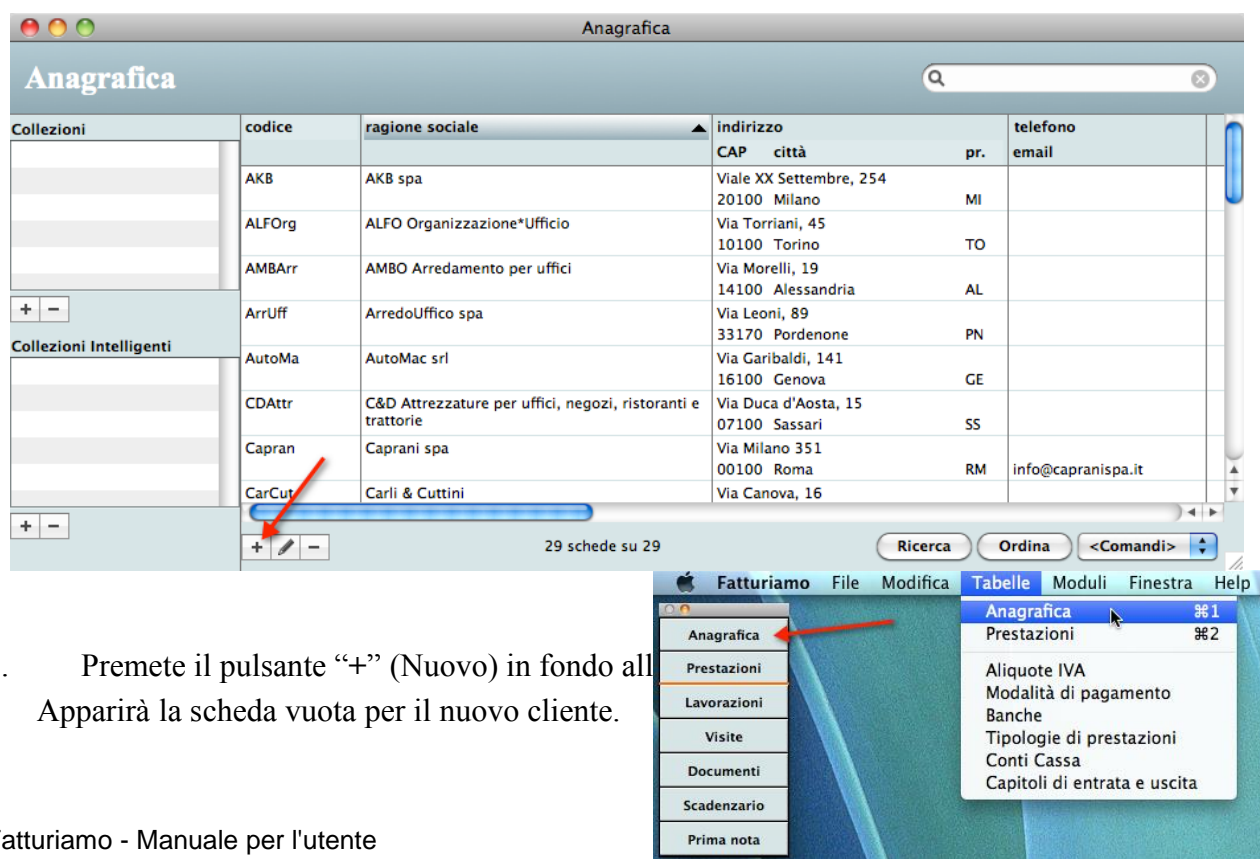 Anagrafica
Anagrafica
Collezioni
codice
ragione sociale
indirizzo
telefono
CAP città pr. email
AKB AKB spa Viale XX Settembre, 254
20100 Milano MI
ALFOrg ALFO Organizzazione*Ufficio Via Torriani, 45
10100 Torino TO
AMBArr AMBO Arredamento per uffici Via Morelli, 19
14100 Alessandria AL
+ −
ArrUff ArredoUffico spa Via Leoni, 89
33170 Pordenone PN
Collezioni Intelligenti
AutoMa AutoMac srl Via Garibaldi, 141
16100 Genova GE
CDAttr C&D Attrezzature per uffici, negozi, ristoranti e Via Duca d'Aosta, 15
trattorie 07100 Sassari SS
Capran Caprani spa Via Milano 351
00100 Roma RM info@capranispa.it
CarCut Carli & Cuttini Via Canova, 16
+ −
+ − 29 schede su 29 Ricerca Ordina <Comandi>
Fatturiamo File Modifica Tabelle Moduli Finestra Help
Anagrafica ⌘1
Prestazioni ⌘2
Aliquote IVA
Modalità di pagamento
Banche
Tipologie di prestazioni
Conti Cassa
Capitoli di entrata e uscita
Anagrafica
Prestazioni
Lavorazioni
Visite
Documenti
Scadenzario
Prima nota
. Premete il pulsante “+” (Nuovo) in fondo all
Apparirà la scheda vuota per il nuovo cliente.
atturiamo - Manuale per l'utente